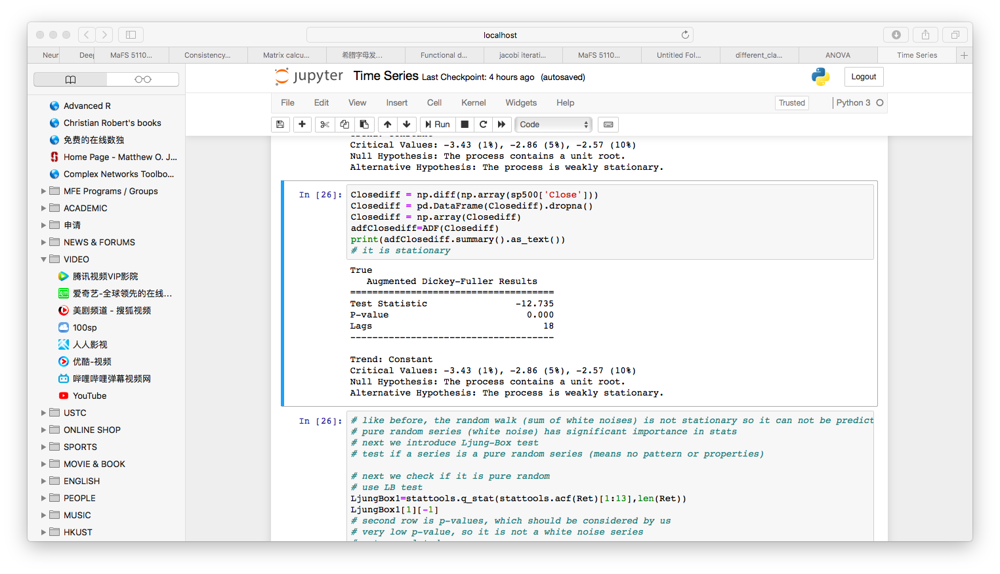 localhost
Neur
Deep
MaFS 5110...
Consistency...
Matrix calcu...
希腊字母发...
Functional d...
jacobi iterati...
MaFS 5110...
Untitled Fol...
different_cla...
ANOVA
Time Series
jupyter Time Series Last Checkpoint: 4 hours ago (autosaved)
Logout
File Edit View Insert Cell Kernel Widgets Help
Trusted
Python 3
Run
Code
Advanced R
Christian Robert's books
免费的在线数独
Home Page - Matthew O. J...
Complex Networks Toolbo...
MFE Programs / Groups
ACADEMIC
申请
NEWS & FORUMS
VIDEO
腾讯视频VIP影院
爱奇艺-全球领先的在线...
美剧频道 - 搜狐视频
100sp
人人影视
优酷-视频
哔哩哔哩弹幕视频网
YouTube
USTC
ONLINE SHOP
SPORTS
MOVIE & BOOK
ENGLISH
PEOPLE
MUSIC
HKUST
Critical Values: -3.43 (1%), -2.86 (5%), -2.57 (10%)
Null Hypothesis: The process contains a unit root.
Alternative Hypothesis: The process is weakly stationary.
In [26]:
Closediff = np.diff(np.array(sp500['Close']))
Closediff = pd.DataFrame(Closediff).dropna()
Closediff = np.array(Closediff)
adfClosediff=ADF(Closediff)
print(adfClosediff.summary().as_text())
# it is stationary
True
Augmented Dickey-Fuller Results
=====================================
Test Statistic -12.735
P-value 0.000
Lags 18
-------------------------------------
Trend: Constant
Critical Values: -3.43 (1%), -2.86 (5%), -2.57 (10%)
Null Hypothesis: The process contains a unit root.
Alternative Hypothesis: The process is weakly stationary.
In [26]:
# like before, the random walk (sum of white noises) is not stationary so it can not be predict
# pure random series (white noise) has significant importance in stats
# next we introduce Ljung-Box test
# test if a series is a pure random series (means no pattern or properties)
# next we check if it is pure random
# use LB test
LjungBox1=stattools.q_stat(stattools.acf(Ret)[1:13],len(Ret))
LjungBox1[1][-1]
# second row is p-values, which should be considered by us
# very low p-value, so it is not a white noise series